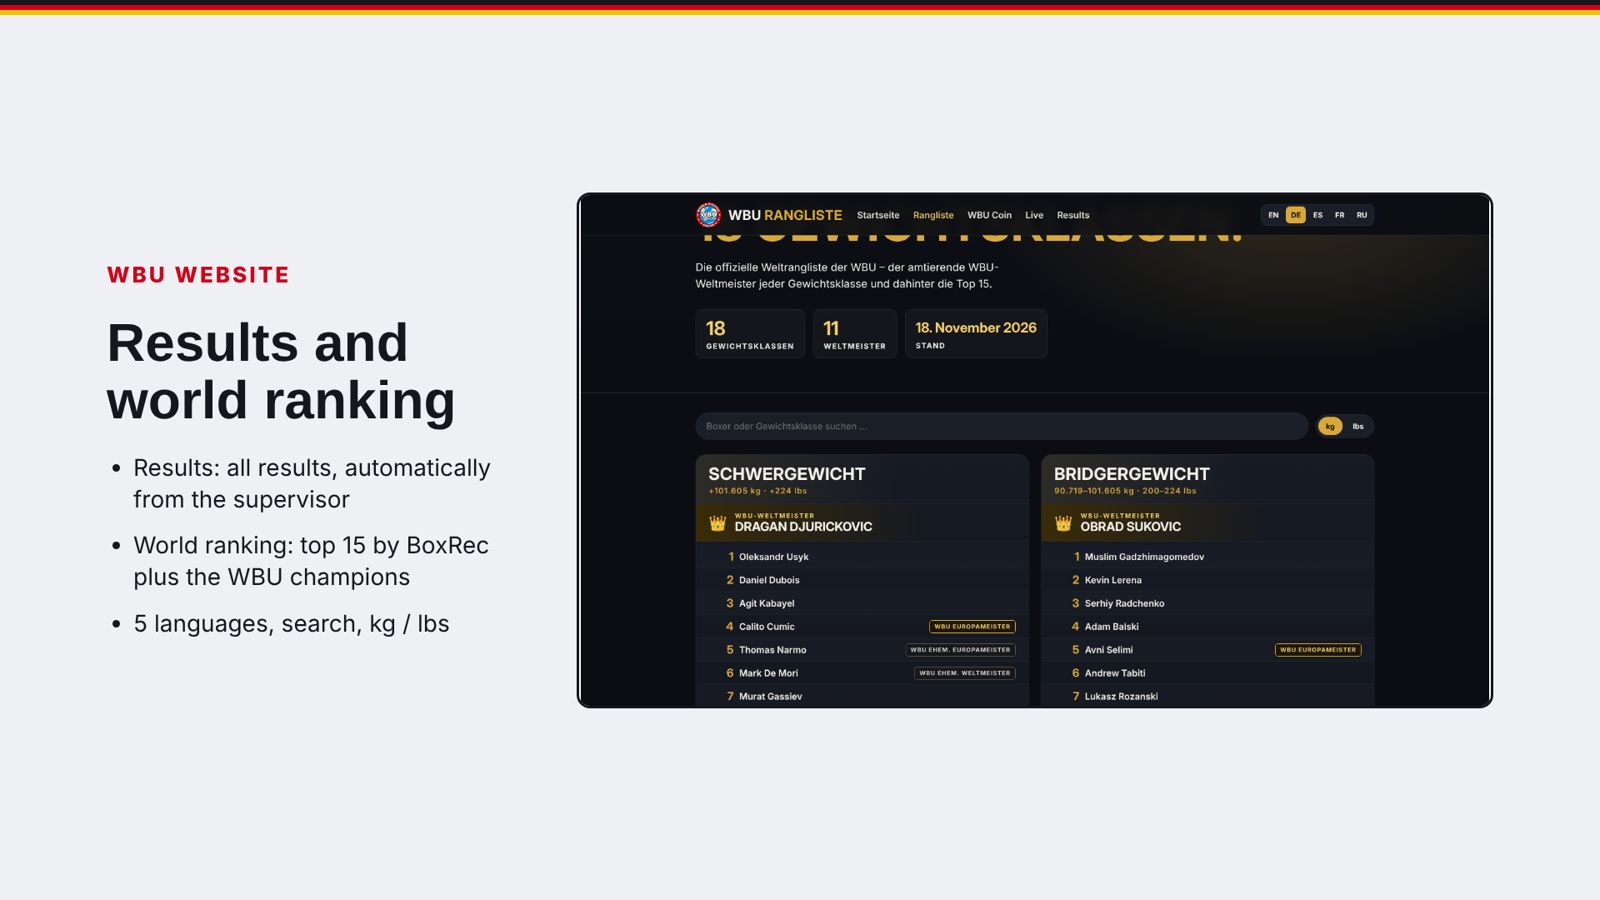 WBU WEBSITE
Results and
world ranking
• Results: all results, automatically
from the supervisor
• World ranking: top 15 by BoxRec
plus the WBU champions
• 5 languages, search, kg / lbs
WBU RANGLISTE Startseite Rangliste WBU Coin Live Results EN DE ES FR RU
GEWICHTSKLASSEN.
Die offizielle Weltrangliste der WBU – der amtierende WBU-
Weltmeister jeder Gewichtsklasse und dahinter die Top 15.
18 11 18. November 2026
GEWICHTSKLASSEN WELTMEISTER STAND
Boxer oder Gewichtsklasse suchen ... kg lbs
SCHWERGEWICHT
+101.605 kg · +224 lbs
WBU-WELTMEISTER
DRAGAN DJURICKOVIC
1 Oleksandr Usyk
2 Daniel Dubois
3 Agit Kabayel
4 Calito Cumic WBU EUROPAMEISTER
5 Thomas Narmo WBU EHEM. EUROPAMEISTER
6 Mark De Mori WBU EHEM. WELTMEISTER
7 Murat Gassiev
BRIDGERGEWICHT
90.719–101.605 kg · 200–224 lbs
WBU-WELTMEISTER
OBRAD SUKOVIC
1 Muslim Gadzhimagomedov
2 Kevin Lerena
3 Serhiy Radchenko
4 Adam Balski
5 Avni Selimi WBU EUROPAMEISTER
6 Andrew Tabiti
7 Lukasz Rozanski